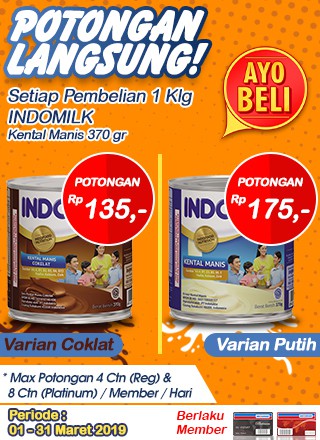 POTONGAN
LANGSUNG!
AYO
BELI
Setiap Pembelian 1 Klg
INDOMILK
Kental Manis 370 gr
POTONGAN
Rp 135,-
POTONGAN
Rp 175,-
INDO
KENTAL MANIS
COKLAT
INDO
KENTAL MANIS
Varian Coklat
Varian Putih
* Max Potongan 4 Ctn (Reg) &
8 Ctn (Platinum) / Member / Hari
Periode :
01 - 31 Maret 2019
Berlaku
Member